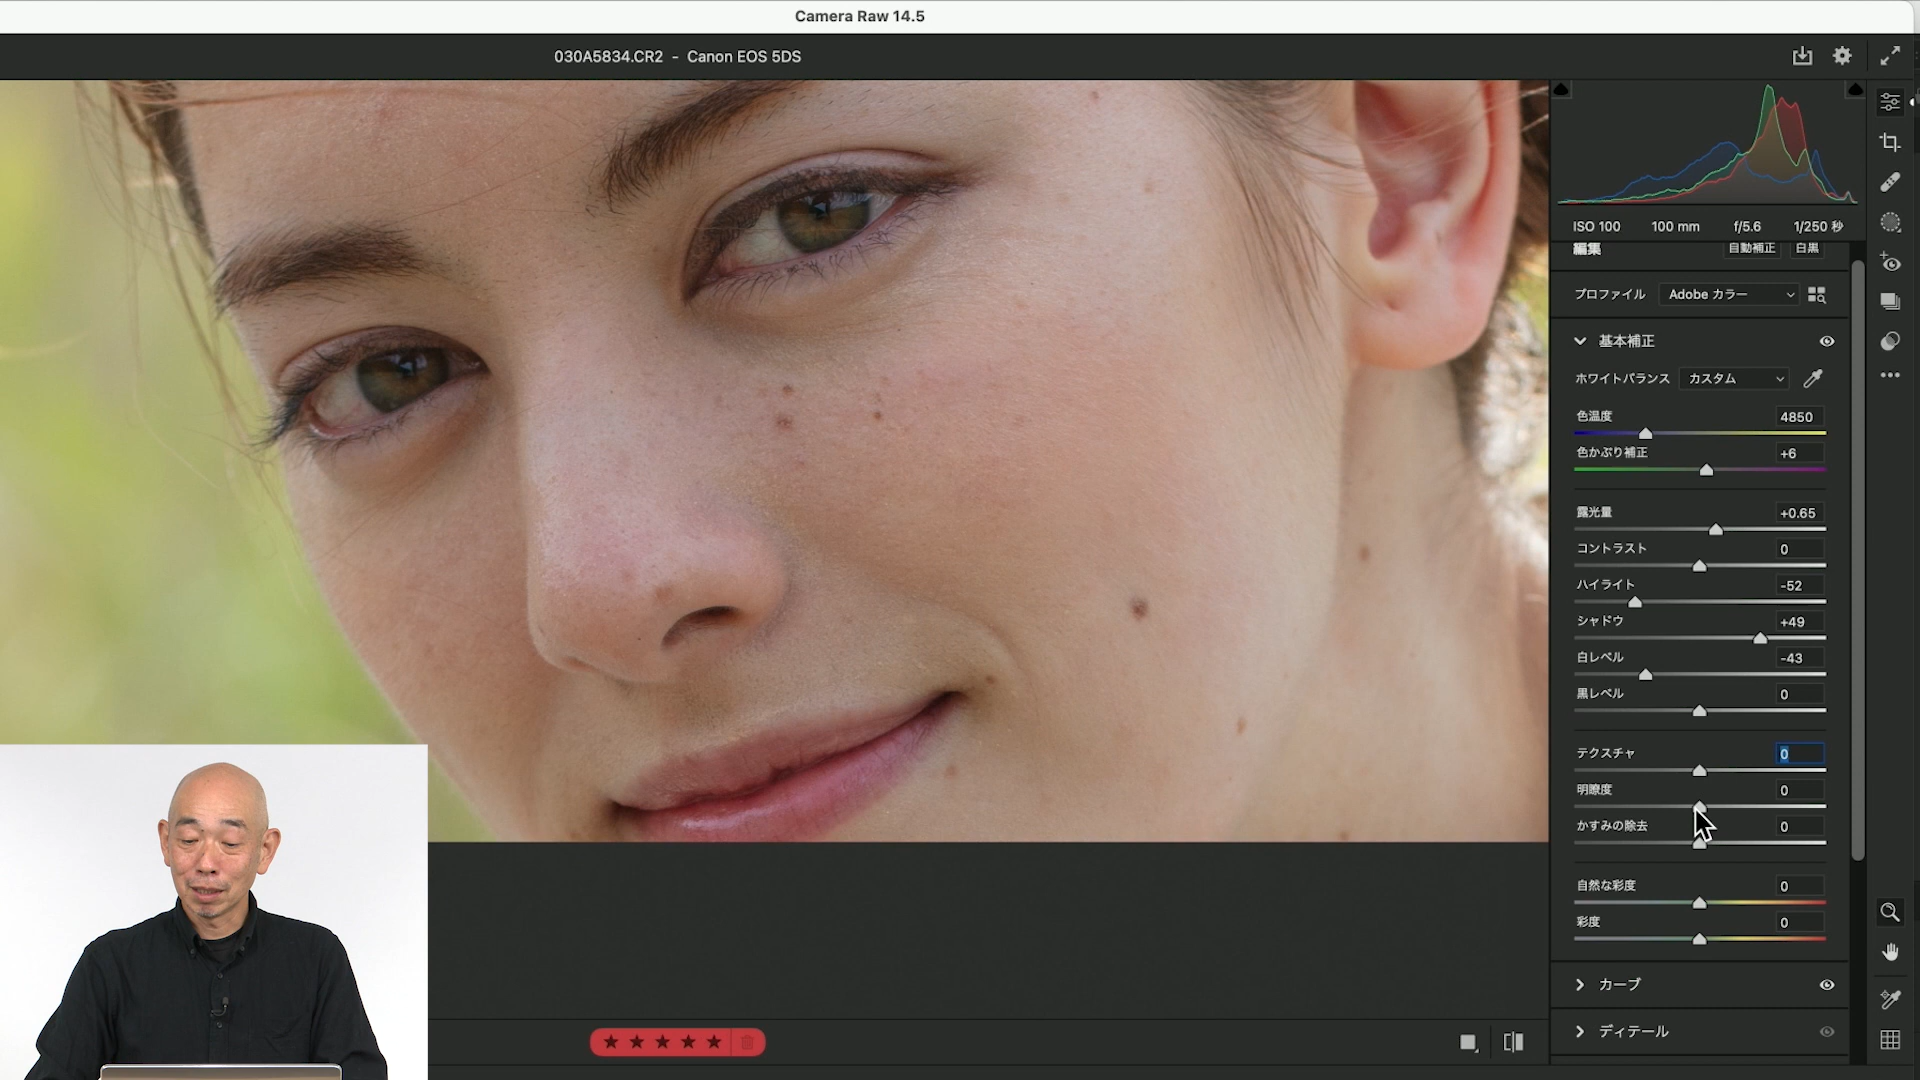 Camera Raw 14.5
030A5834.CR2 - Canon EOS 5DS
ISO 100 100 mm f/5.6 1/250 秒
編集 自動補正 白黒
プロファイル Adobe カラー
基本補正
ホワイトバランス カスタム
色温度 4850
色かぶり補正 +6
露光量 +0.65
コントラスト 0
ハイライト -52
シャドウ +49
白レベル -43
黒レベル 0
テクスチャ 0
明瞭度 0
かすみの除去 0
自然な彩度 0
彩度 0
カーブ
ディテール